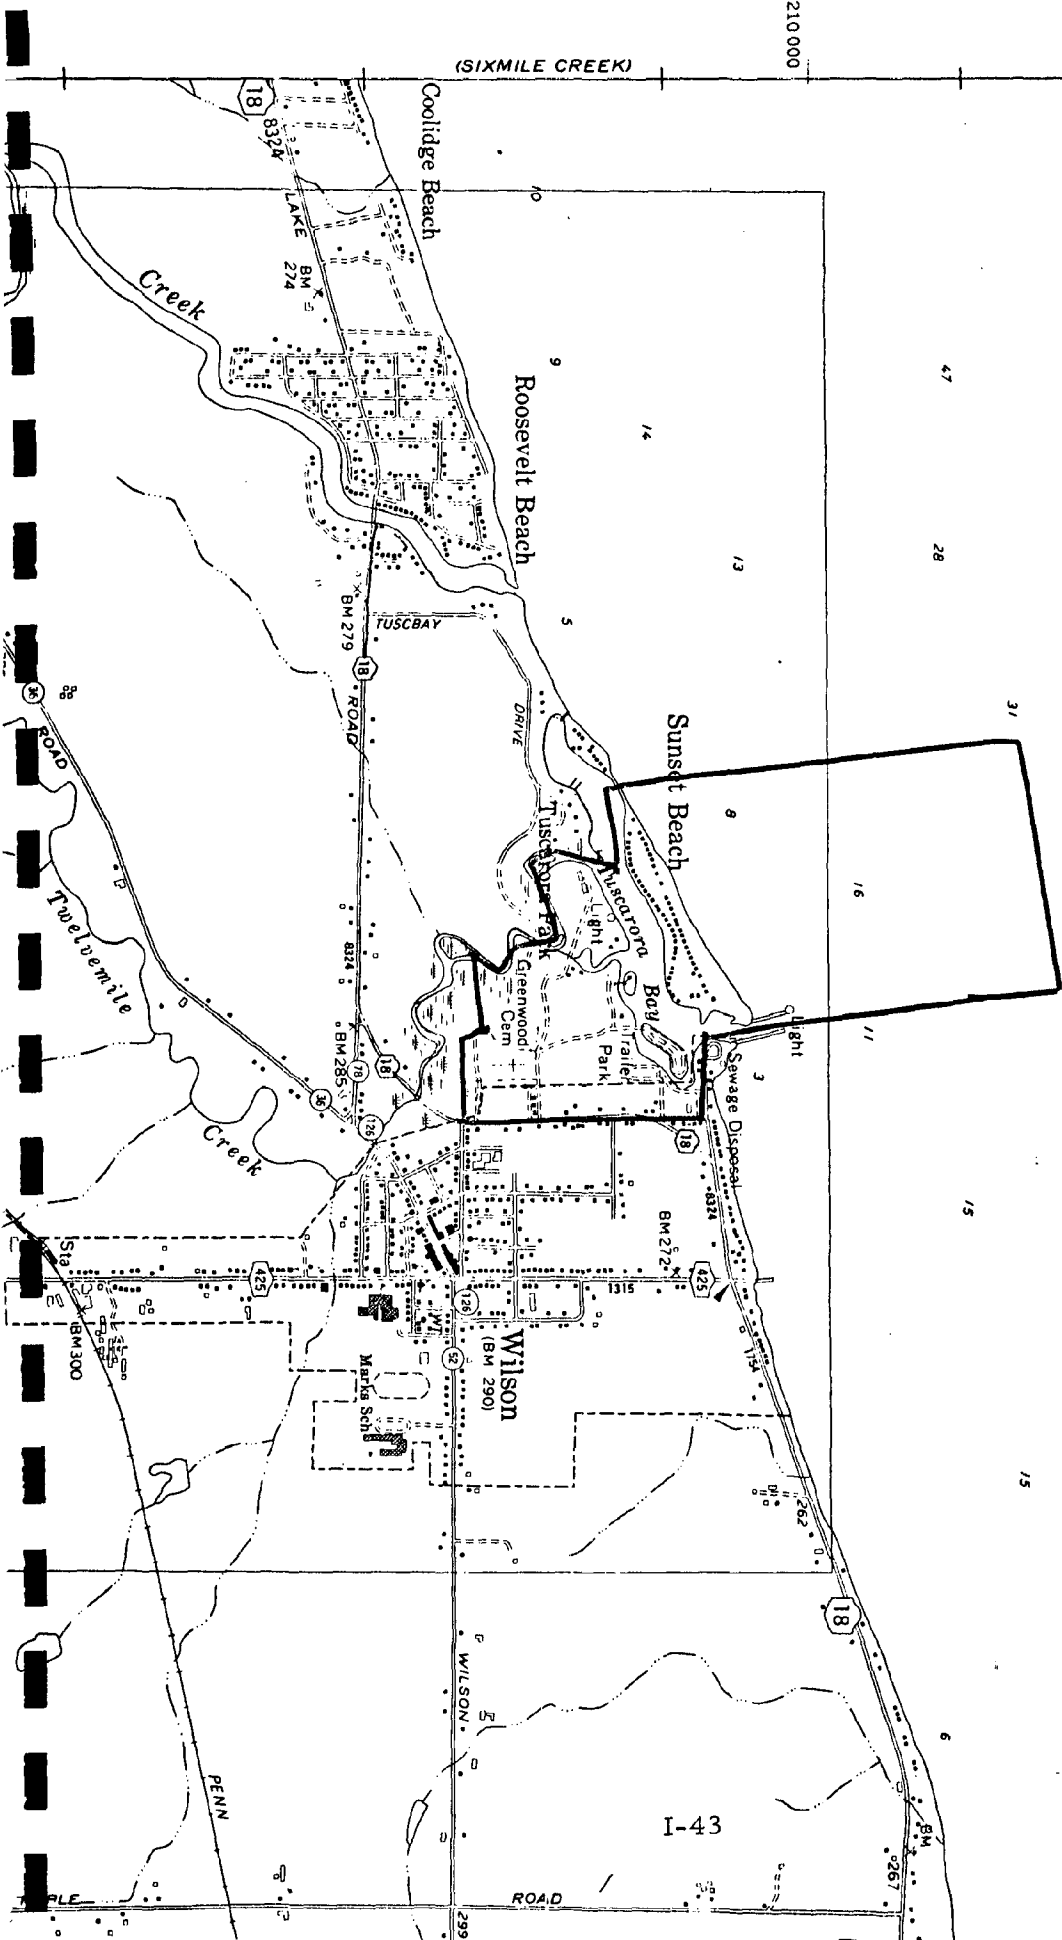 210 000
(SIXMILE CREEK)
Coolidge Beach
18
8324
LAKE
10
BM
274
Creek
9
47
Roosevelt Beach
14
28
13
5
BM 279
TUSCBAY
18
ROAD
DRIVE
36
ROAD
31
Sunset Beach
8
16
Tuscarora Park
Tuscarora
Bay
Light
Twelvemile
Creek
8324
Greenwood
Cem
Trailer
Park
Light
11
3
Sewage Disposal
BM 285
78
18
36
126
18
8324
15
BM 272
425
1315
Sta
425
BM 300
126
WT
52
Wilson
(BM 290)
Marks Sch
1754
15
262
18
WILSON
6
PENN
I-43
BM
267
ROAD
299